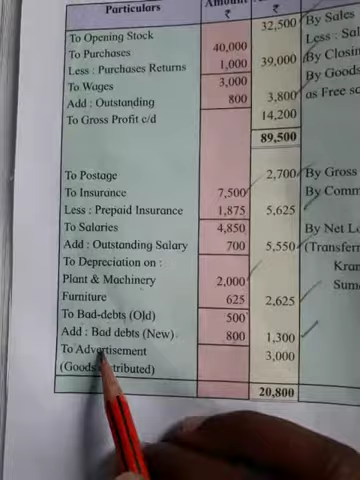 Particulars Amount
₹ ₹
To Opening Stock 32,500 By Sales
To Purchases 40,000 Less : Sal
Less : Purchases Returns 1,000 39,000 By Closin
To Wages 3,000 By Goods
Add : Outstanding 800 3,800 as Free sa
To Gross Profit c/d 14,200
89,500
To Postage 2,700 By Gross
To Insurance 7,500 By Comm
Less : Prepaid Insurance 1,875 5,625
To Salaries 4,850 By Net Lo
Add : Outstanding Salary 700 5,550 (Transferr
To Depreciation on : Kran
Plant & Machinery 2,000 Sum
Furniture 625 2,625
To Bad-debts (Old) 500
Add : Bad debts (New) 800 1,300
To Advertisement 3,000
(Goods tributed)
20,800